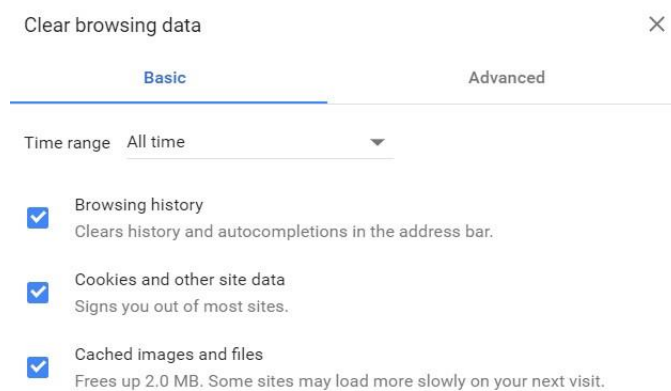 Clear browsing data
Basic Advanced
Time range All time
Browsing history
Clears history and autocompletions in the address bar.
Cookies and other site data
Signs you out of most sites.
Cached images and files
Frees up 2.0 MB. Some sites may load more slowly on your next visit.